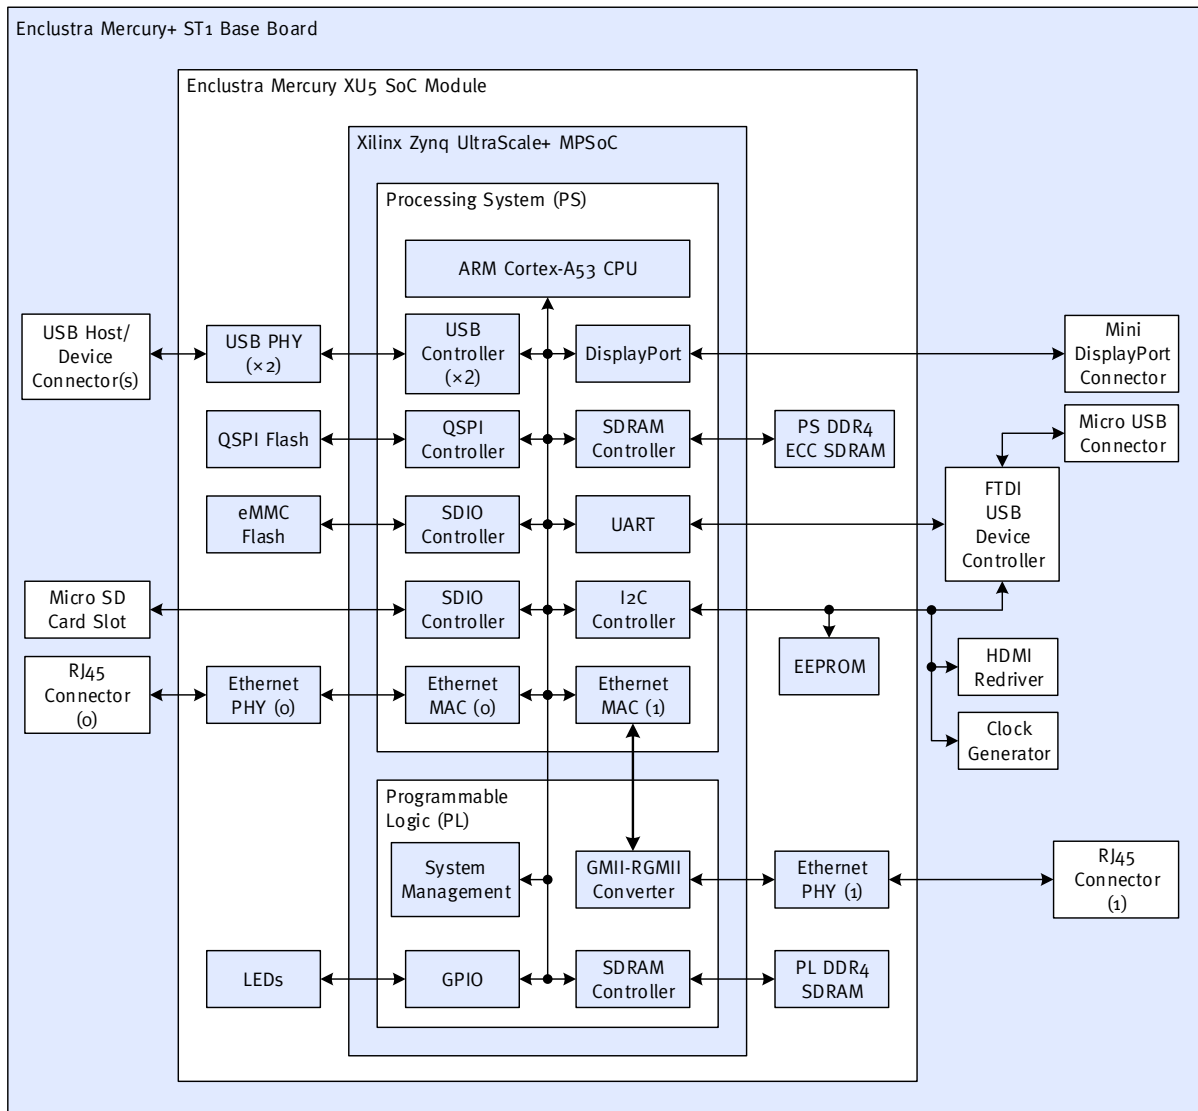 Enclustra Mercury+ ST1 Base Board
Enclustra Mercury XU5 SoC Module
Xilinx Zynq UltraScale+ MPSoC
Processing System (PS)
ARM Cortex-A53 CPU
USB Host/
Device
Connector(s)
USB PHY
(×2)
USB
Controller
(×2)
DisplayPort
Mini
DisplayPort
Connector
QSPI Flash
QSPI
Controller
SDRAM
Controller
PS DDR4
ECC SDRAM
Micro USB
Connector
eMMC
Flash
SDIO
Controller
UART
FTDI
USB
Device
Controller
Micro SD
Card Slot
SDIO
Controller
I2C
Controller
EEPROM
HDMI
Redriver
RJ45
Connector
(0)
Ethernet
PHY (0)
Ethernet
MAC (0)
Ethernet
MAC (1)
Clock
Generator
Programmable
Logic (PL)
System
Management
GMII-RGMII
Converter
Ethernet
PHY (1)
RJ45
Connector
(1)
LEDs
GPIO
SDRAM
Controller
PL DDR4
SDRAM